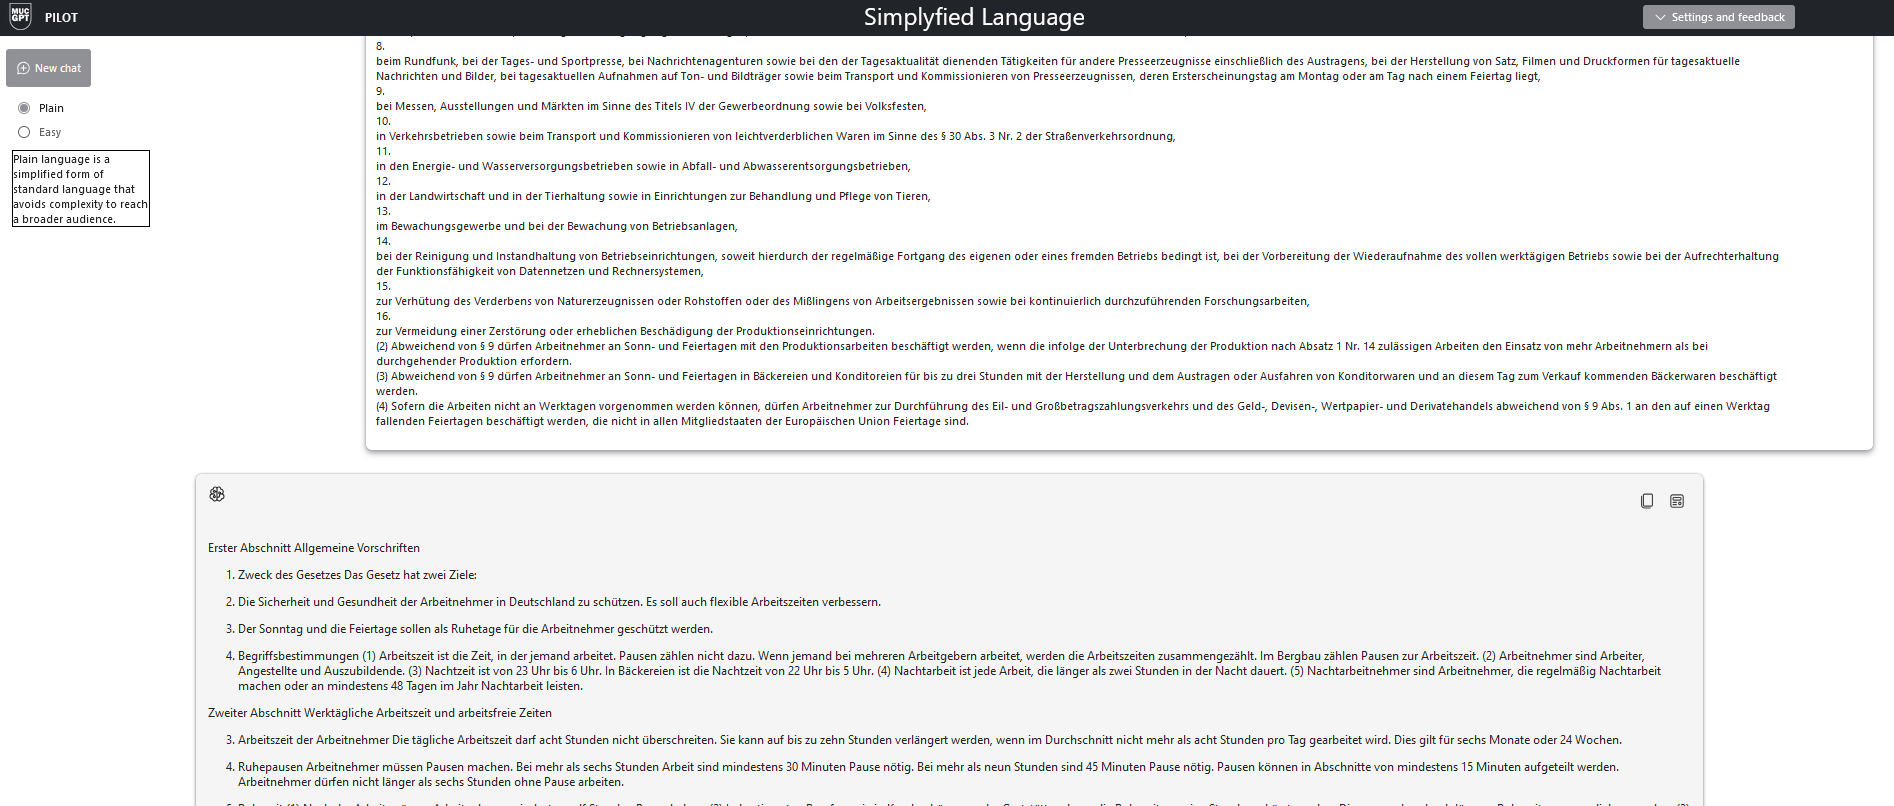 MUC
GPT
PILOT
Simplyfied Language
Settings and feedback
New chat
Plain
Easy
Plain language is a
simplified form of
standard language that
avoids complexity to reach
a broader audience.
8.
beim Rundfunk, bei der Tages- und Sportpresse, bei Nachrichtenagenturen sowie bei den der Tagesaktualität dienenden Tätigkeiten für andere Presseerzeugnisse einschließlich des Austragens, bei der Herstellung von Satz, Filmen und Druckformen für tagesaktuelle
Nachrichten und Bilder, bei tagesaktuellen Aufnahmen auf Ton- und Bildträger sowie beim Transport und Kommissionieren von Presseerzeugnissen, deren Ersterscheinungstag am Montag oder am Tag nach einem Feiertag liegt,
9.
bei Messen, Ausstellungen und Märkten im Sinne des Titels IV der Gewerbeordnung sowie bei Volksfesten,
10.
in Verkehrsbetrieben sowie beim Transport und Kommissionieren von leichtverderblichen Waren im Sinne des § 30 Abs. 3 Nr. 2 der Straßenverkehrsordnung,
11.
in den Energie- und Wasserversorgungsbetrieben sowie in Abfall- und Abwasserentsorgungsbetrieben,
12.
in der Landwirtschaft und in der Tierhaltung sowie in Einrichtungen zur Behandlung und Pflege von Tieren,
13.
im Bewachungsgewerbe und bei der Bewachung von Betriebsanlagen,
14.
bei der Reinigung und Instandhaltung von Betriebseinrichtungen, soweit hierdurch der regelmäßige Fortgang des eigenen oder eines fremden Betriebs bedingt ist, bei der Vorbereitung der Wiederaufnahme des vollen werktägigen Betriebs sowie bei der Aufrechterhaltung
der Funktionsfähigkeit von Datennetzen und Rechnersystemen,
15.
zur Verhütung des Verderbens von Naturerzeugnissen oder Rohstoffen oder des Mißlingens von Arbeitsergebnissen sowie bei kontinuierlich durchzuführenden Forschungsarbeiten,
16.
zur Vermeidung einer Zerstörung oder erheblichen Beschädigung der Produktionseinrichtungen.
(2) Abweichend von § 9 dürfen Arbeitnehmer an Sonn- und Feiertagen mit den Produktionsarbeiten beschäftigt werden, wenn die infolge der Unterbrechung der Produktion nach Absatz 1 Nr. 14 zulässigen Arbeiten den Einsatz von mehr Arbeitnehmern als bei
durchgehender Produktion erfordern.
(3) Abweichend von § 9 dürfen Arbeitnehmer an Sonn- und Feiertagen in Bäckereien und Konditoreien für bis zu drei Stunden mit der Herstellung und dem Austragen oder Ausfahren von Konditorwaren und an diesem Tag zum Verkauf kommenden Bäckerwaren beschäftigt
werden.
(4) Sofern die Arbeiten nicht an Werktagen vorgenommen werden können, dürfen Arbeitnehmer zur Durchführung des Eil- und Großbetragszahlungsverkehrs und des Geld-, Devisen-, Wertpapier- und Derivatehandels abweichend von § 9 Abs. 1 an den auf einen Werktag
fallenden Feiertagen beschäftigt werden, die nicht in allen Mitgliedstaaten der Europäischen Union Feiertage sind.
Erster Abschnitt Allgemeine Vorschriften
1. Zweck des Gesetzes Das Gesetz hat zwei Ziele:
2. Die Sicherheit und Gesundheit der Arbeitnehmer in Deutschland zu schützen. Es soll auch flexible Arbeitszeiten verbessern.
3. Der Sonntag und die Feiertage sollen als Ruhetage für die Arbeitnehmer geschützt werden.
4. Begriffsbestimmungen (1) Arbeitszeit ist die Zeit, in der jemand arbeitet. Pausen zählen nicht dazu. Wenn jemand bei mehreren Arbeitgebern arbeitet, werden die Arbeitszeiten zusammengezählt. Im Bergbau zählen Pausen zur Arbeitszeit. (2) Arbeitnehmer sind Arbeiter,
Angestellte und Auszubildende. (3) Nachtzeit ist von 23 Uhr bis 6 Uhr. In Bäckereien ist die Nachtzeit von 22 Uhr bis 5 Uhr. (4) Nachtarbeit ist jede Arbeit, die länger als zwei Stunden in der Nacht dauert. (5) Nachtarbeitnehmer sind Arbeitnehmer, die regelmäßig Nachtarbeit
machen oder an mindestens 48 Tagen im Jahr Nachtarbeit leisten.
Zweiter Abschnitt Werktägliche Arbeitszeit und arbeitsfreie Zeiten
3. Arbeitszeit der Arbeitnehmer Die tägliche Arbeitszeit darf acht Stunden nicht überschreiten. Sie kann auf bis zu zehn Stunden verlängert werden, wenn im Durchschnitt nicht mehr als acht Stunden pro Tag gearbeitet wird. Dies gilt für sechs Monate oder 24 Wochen.
4. Ruhepausen Arbeitnehmer müssen Pausen machen. Bei mehr als sechs Stunden Arbeit sind mindestens 30 Minuten Pause nötig. Bei mehr als neun Stunden sind 45 Minuten Pause nötig. Pausen können in Abschnitte von mindestens 15 Minuten aufgeteilt werden.
Arbeitnehmer dürfen nicht länger als sechs Stunden ohne Pause arbeiten.